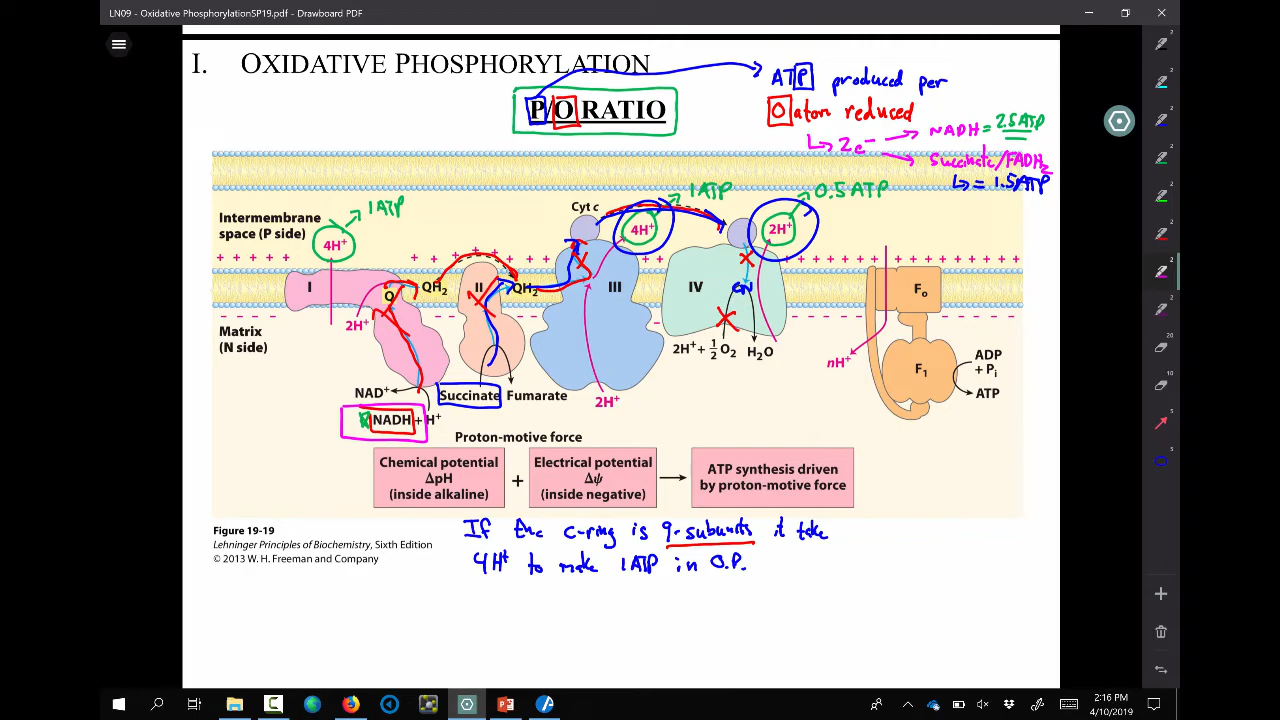 LN09 - Oxidative PhosphorylationSP19.pdf - Drawboard PDF
I. OXIDATIVE PHOSPHORYLATION
P/O RATIO
ATP produced per
O atom reduced
↳ 2e⁻ → NADH = 2.5ATP
→ Succinate/FADH₂
↳ = 1.5ATP
1ATP
1ATP
0.5ATP
Cyt c
Intermembrane
space (P side)
4H⁺
4H⁺
2H⁺
I
Q
QH₂
II
QH₂
III
IV
CN
Fₒ
Matrix
(N side)
2H⁺
2H⁺ + ½ O₂
H₂O
nH⁺
F₁
ADP
+ Pᵢ
ATP
NAD⁺
NADH + H⁺
Succinate
Fumarate
2H⁺
Proton-motive force
Chemical potential
ΔpH
(inside alkaline)
+
Electrical potential
Δψ
(inside negative)
ATP synthesis driven
by proton-motive force
Figure 19-19
Lehninger Principles of Biochemistry, Sixth Edition
© 2013 W. H. Freeman and Company
If the c-ring is 9-subunits it take
4H⁺ to make 1ATP in O.P.
2:16 PM
4/10/2019